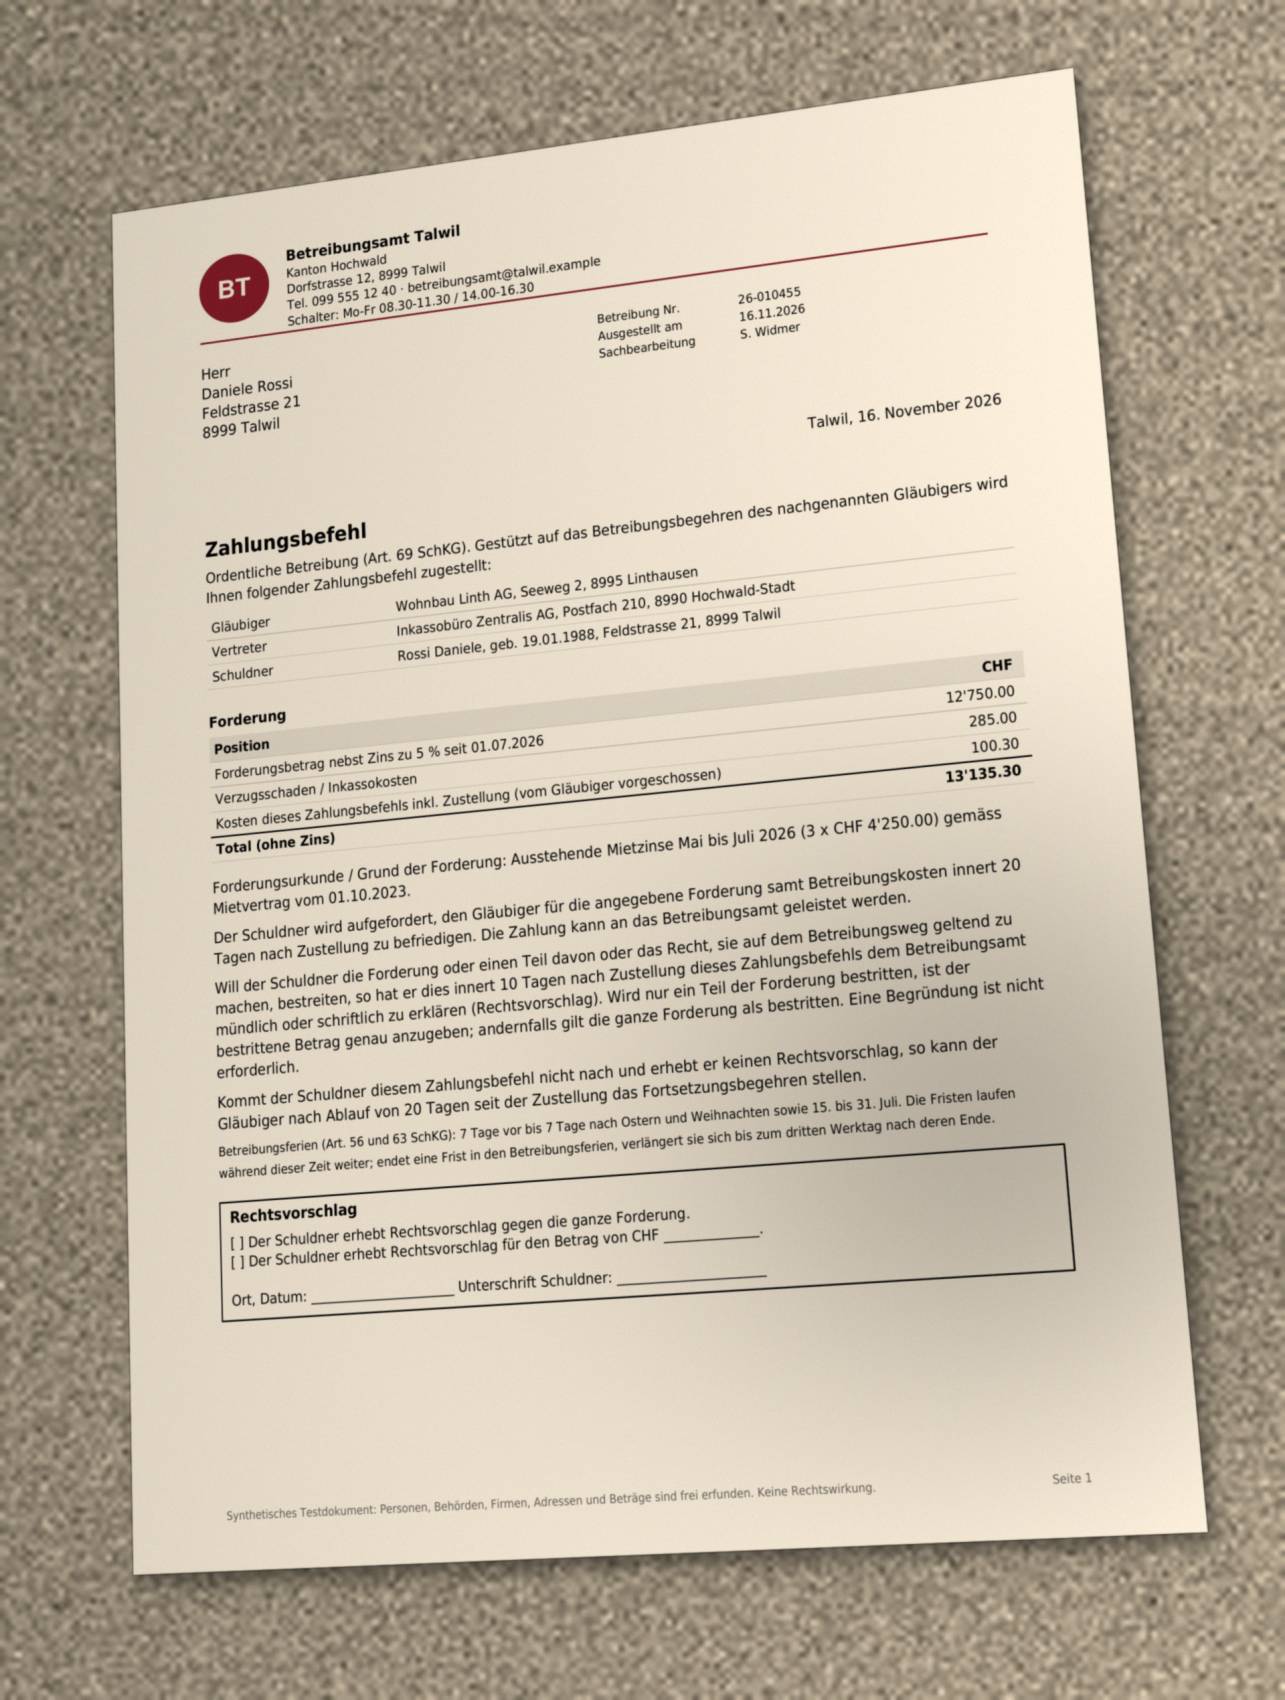 BT
Betreibungsamt Talwil
Kanton Hochwald
Dorfstrasse 12, 8999 Talwil
Tel. 099 555 12 40 · betreibungsamt@talwil.example
Schalter: Mo-Fr 08.30-11.30 / 14.00-16.30
Betreibung Nr. 26-010455
Ausgestellt am 16.11.2026
Sachbearbeitung S. Widmer
Herr
Daniele Rossi
Feldstrasse 21
8999 Talwil
Talwil, 16. November 2026
Zahlungsbefehl
Ordentliche Betreibung (Art. 69 SchKG). Gestützt auf das Betreibungsbegehren des nachgenannten Gläubigers wird
Ihnen folgender Zahlungsbefehl zugestellt:
Gläubiger Wohnbau Linth AG, Seeweg 2, 8995 Linthausen
Vertreter Inkassobüro Zentralis AG, Postfach 210, 8990 Hochwald-Stadt
Schuldner Rossi Daniele, geb. 19.01.1988, Feldstrasse 21, 8999 Talwil
Forderung
Position CHF
Forderungsbetrag nebst Zins zu 5 % seit 01.07.2026 12'750.00
Verzugsschaden / Inkassokosten 285.00
Kosten dieses Zahlungsbefehls inkl. Zustellung (vom Gläubiger vorgeschossen) 100.30
Total (ohne Zins) 13'135.30
Forderungsurkunde / Grund der Forderung: Ausstehende Mietzinse Mai bis Juli 2026 (3 x CHF 4'250.00) gemäss
Mietvertrag vom 01.10.2023.
Der Schuldner wird aufgefordert, den Gläubiger für die angegebene Forderung samt Betreibungskosten innert 20
Tagen nach Zustellung zu befriedigen. Die Zahlung kann an das Betreibungsamt geleistet werden.
Will der Schuldner die Forderung oder einen Teil davon oder das Recht, sie auf dem Betreibungsweg geltend zu
machen, bestreiten, so hat er dies innert 10 Tagen nach Zustellung dieses Zahlungsbefehls dem Betreibungsamt
mündlich oder schriftlich zu erklären (Rechtsvorschlag). Wird nur ein Teil der Forderung bestritten, ist der
bestrittene Betrag genau anzugeben; andernfalls gilt die ganze Forderung als bestritten. Eine Begründung ist nicht
erforderlich.
Kommt der Schuldner diesem Zahlungsbefehl nicht nach und erhebt er keinen Rechtsvorschlag, so kann der
Gläubiger nach Ablauf von 20 Tagen seit der Zustellung das Fortsetzungsbegehren stellen.
Betreibungsferien (Art. 56 und 63 SchKG): 7 Tage vor bis 7 Tage nach Ostern und Weihnachten sowie 15. bis 31. Juli. Die Fristen laufen
während dieser Zeit weiter; endet eine Frist in den Betreibungsferien, verlängert sie sich bis zum dritten Werktag nach deren Ende.
Rechtsvorschlag
[ ] Der Schuldner erhebt Rechtsvorschlag gegen die ganze Forderung.
[ ] Der Schuldner erhebt Rechtsvorschlag für den Betrag von CHF ____________.
Ort, Datum: __________________ Unterschrift Schuldner: ___________________
Synthetisches Testdokument: Personen, Behörden, Firmen, Adressen und Beträge sind frei erfunden. Keine Rechtswirkung.
Seite 1